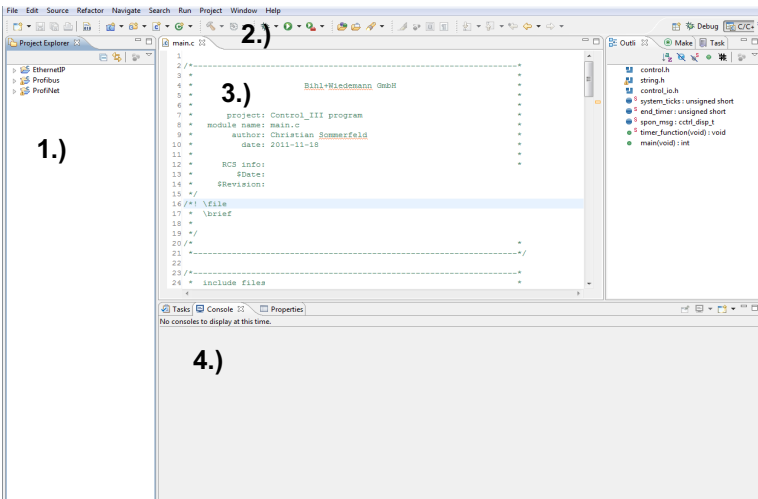 File Edit Source Refactor Navigate Search Run Project Window Help
2.)
Debug C/C+
Project Explorer
EthernetIP
Profibus
ProfiNet
1.)
main.c
1
2 /*-----------------------------------------------------------------*
3 * *
4 * Bihl+Wiedemann GmbH *
5 * *
6 * *
7 * project: Control_III program *
8 * module name: main.c *
9 * author: Christian Sommerfeld *
10 * date: 2011-11-18 *
11 * *
12 * RCS info: *
13 * $Date:
14 * $Revision:
15 */
16 /*! \file
17 * \brief
18 *
19 */
20 /* *
21 *-----------------------------------------------------------------*/
22
23 /*-----------------------------------------------------------------*
24 * include files *
3.)
Outli Make Task
control.h
string.h
control_io.h
S system_ticks : unsigned short
S end_timer : unsigned short
S spon_msg : cctrl_disp_t
S timer_function(void) : void
main(void) : int
Tasks Console Properties
No consoles to display at this time.
4.)